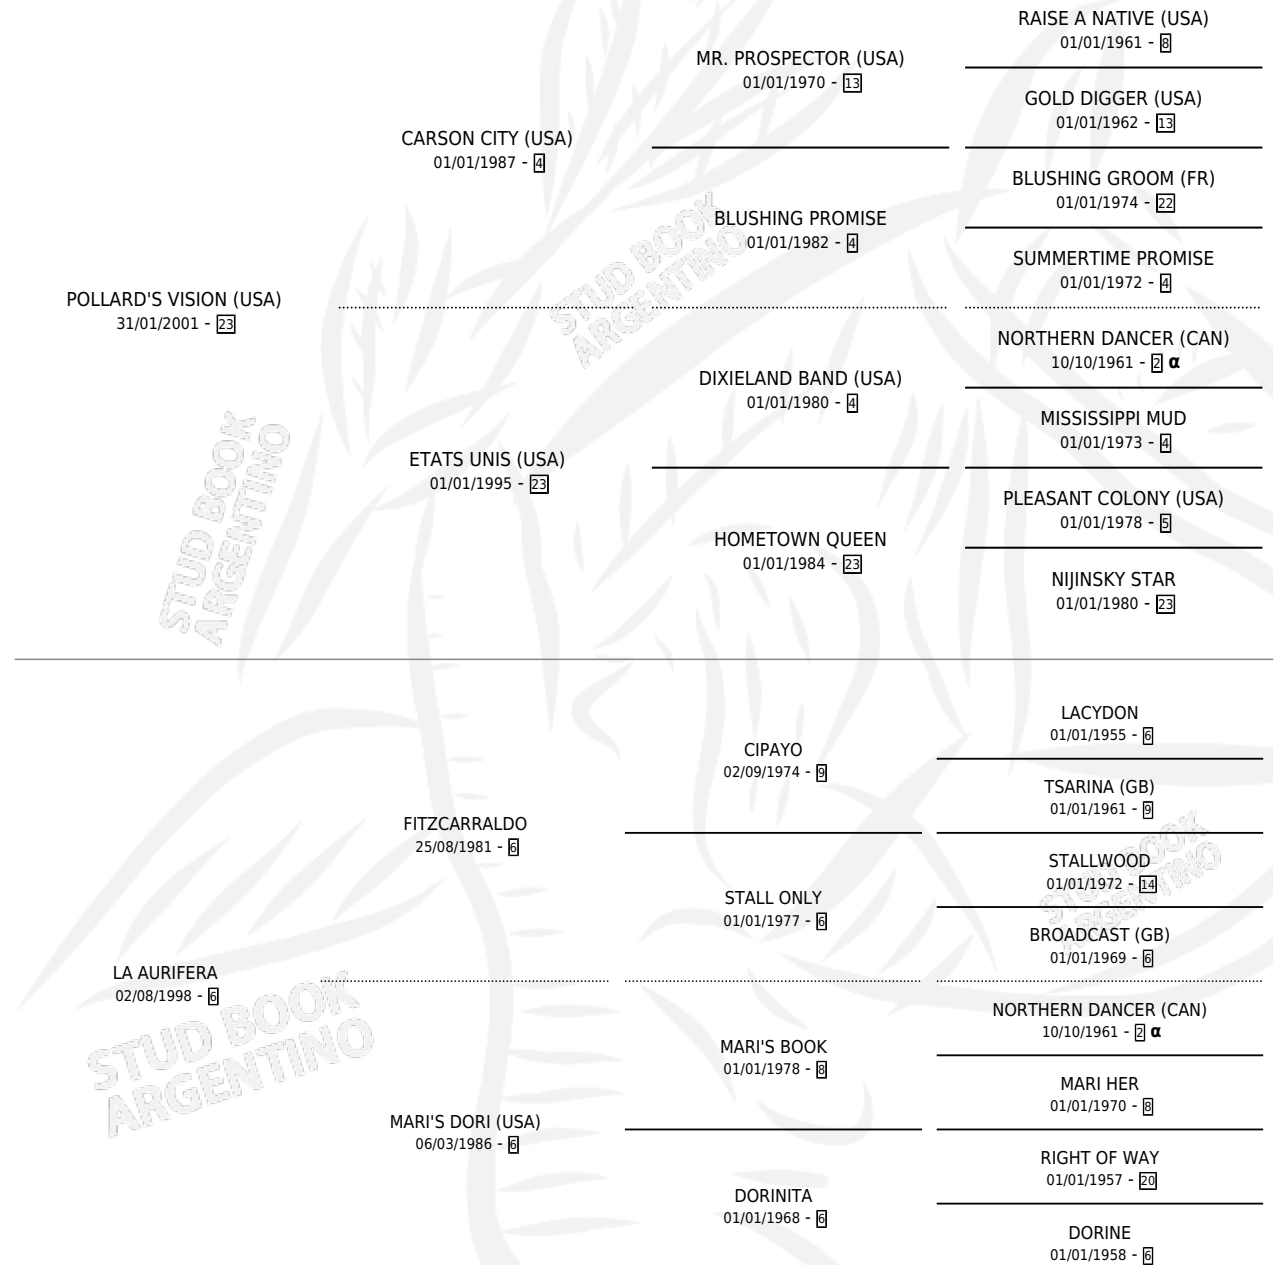 RAISE A NATIVE (USA)
01/01/1961 - 8
MR. PROSPECTOR (USA)
01/01/1970 - 13
GOLD DIGGER (USA)
01/01/1962 - 13
CARSON CITY (USA)
01/01/1987 - 4
BLUSHING GROOM (FR)
01/01/1974 - 22
BLUSHING PROMISE
01/01/1982 - 4
SUMMERTIME PROMISE
01/01/1972 - 4
POLLARD'S VISION (USA)
31/01/2001 - 23
NORTHERN DANCER (CAN)
10/10/1961 - 2 α
DIXIELAND BAND (USA)
01/01/1980 - 4
MISSISSIPPI MUD
01/01/1973 - 4
ETATS UNIS (USA)
01/01/1995 - 23
PLEASANT COLONY (USA)
01/01/1978 - 5
HOMETOWN QUEEN
01/01/1984 - 23
NIJINSKY STAR
01/01/1980 - 23
LACYDON
01/01/1955 - 6
CIPAYO
02/09/1974 - 9
TSARINA (GB)
01/01/1961 - 9
FITZCARRALDO
25/08/1981 - 6
STALLWOOD
01/01/1972 - 14
STALL ONLY
01/01/1977 - 6
BROADCAST (GB)
01/01/1969 - 6
LA AURIFERA
02/08/1998 - 6
NORTHERN DANCER (CAN)
10/10/1961 - 2 α
MARI'S BOOK
01/01/1978 - 8
MARI HER
01/01/1970 - 8
MARI'S DORI (USA)
06/03/1986 - 6
RIGHT OF WAY
01/01/1957 - 20
DORINITA
01/01/1968 - 6
DORINE
01/01/1958 - 6
STUD BOOK
ARGENTINO
STUD BOOK
ARGENTINO
STUD BOOK
ARGENTINO
STUD BOOK
ARGENTINO